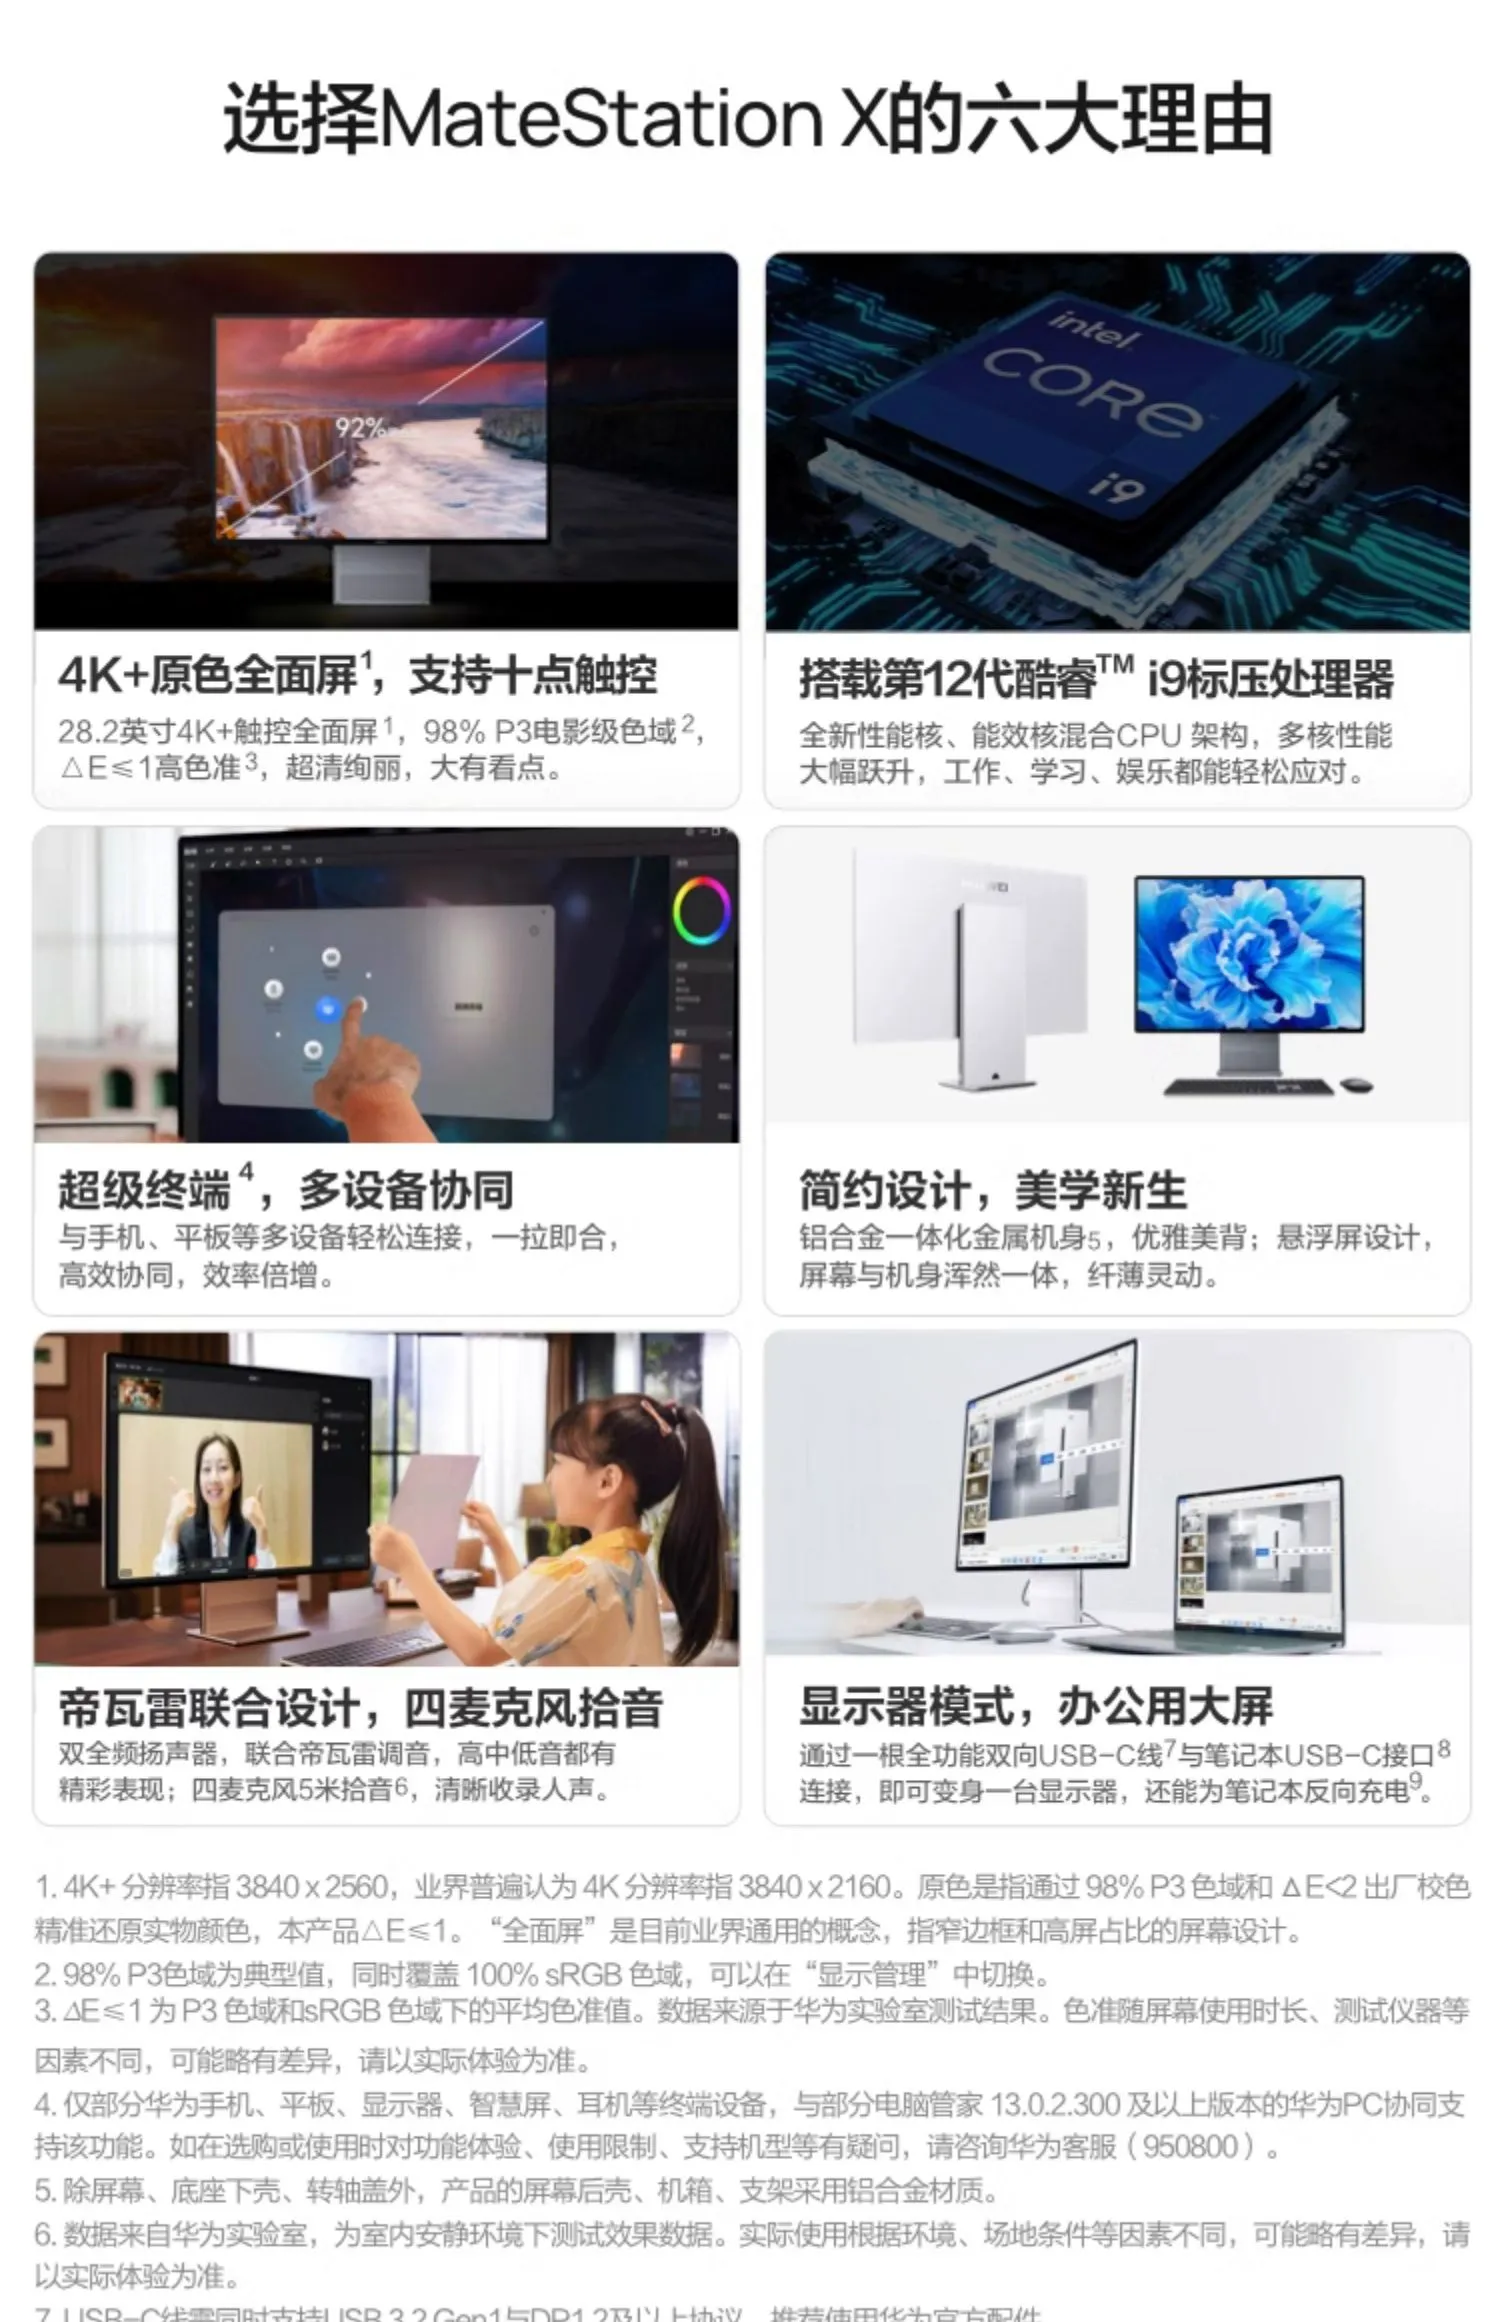 选择MateStation X的六大理由
92%
intel
CORE
i9
4K+原色全面屏1，支持十点触控
28.2英寸4K+触控全面屏1，98% P3电影级色域2，
△E≤1高色准3，超清绚丽，大有看点。
搭载第12代酷睿TM i9标压处理器
全新性能核、能效核混合CPU 架构，多核性能
大幅跃升，工作、学习、娱乐都能轻松应对。
超级终端4，多设备协同
与手机、平板等多设备轻松连接，一拉即合，
高效协同，效率倍增。
简约设计，美学新生
铝合金一体化金属机身5，优雅美背；悬浮屏设计，
屏幕与机身浑然一体，纤薄灵动。
帝瓦雷联合设计，四麦克风拾音
双全频扬声器，联合帝瓦雷调音，高中低音都有
精彩表现；四麦克风5米拾音6，清晰收录人声。
显示器模式，办公用大屏
通过一根全功能双向USB-C线7与笔记本USB-C接口8
连接，即可变身一台显示器，还能为笔记本反向充电9。
1. 4K+ 分辨率指 3840 x 2560，业界普遍认为 4K 分辨率指 3840 x 2160。原色是指通过 98% P3 色域和 ΔE<2 出厂校色
精准还原实物颜色，本产品△E≤1。“全面屏”是目前业界通用的概念，指窄边框和高屏占比的屏幕设计。
2. 98% P3色域为典型值，同时覆盖 100% sRGB 色域，可以在“显示管理”中切换。
3. ΔE≤1 为 P3 色域和sRGB 色域下的平均色准值。数据来源于华为实验室测试结果。色准随屏幕使用时长、测试仪器等
因素不同，可能略有差异，请以实际体验为准。
4. 仅部分华为手机、平板、显示器、智慧屏、耳机等终端设备，与部分电脑管家 13.0.2.300 及以上版本的华为PC协同支
持该功能。如在选购或使用时对功能体验、使用限制、支持机型等有疑问，请咨询华为客服（950800）。
5. 除屏幕、底座下壳、转轴盖外，产品的屏幕后壳、机箱、支架采用铝合金材质。
6. 数据来自华为实验室，为室内安静环境下测试效果数据。实际使用根据环境、场地条件等因素不同，可能略有差异，请
以实际体验为准。
7. USB-C线需同时支持USB 3.2 Gen1与DP1.2及以上协议，推荐使用华为官方配件